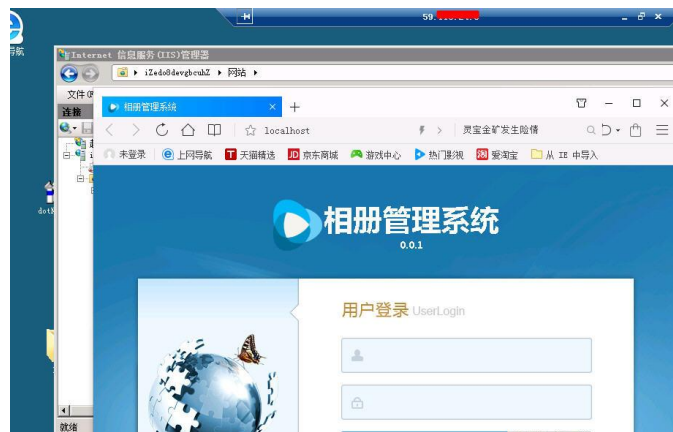 59.
导航
Internet 信息服务(IIS)管理器
网站
文件
连接
相册管理系统
localhost
灵宝金矿发生险情
未登录 上网导航 天猫精选 京东商城 游戏中心 热门影视 爱淘宝 从 IE 中导入
相册管理系统
0.0.1
用户登录 UserLogin
就绪